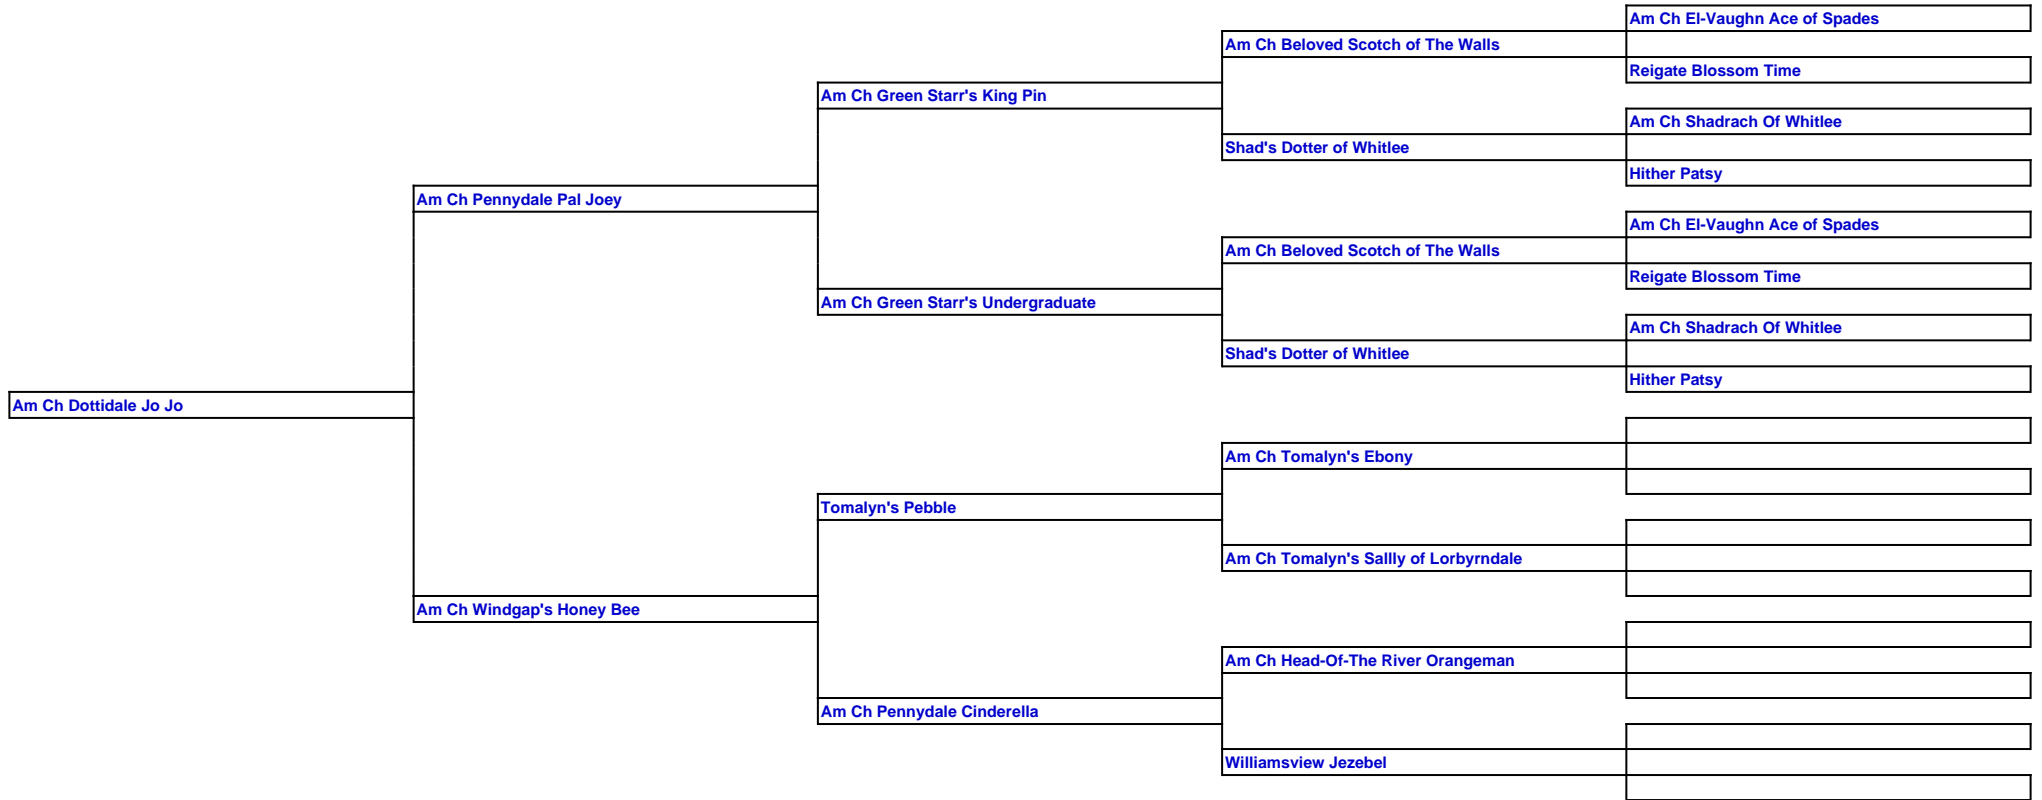 Am Ch El-Vaughn Ace of Spades
Am Ch Beloved Scotch of The Walls
Reigate Blossom Time
Am Ch Green Starr's King Pin
Am Ch Shadrach Of Whitlee
Shad's Dotter of Whitlee
Hither Patsy
Am Ch Pennydale Pal Joey
Am Ch El-Vaughn Ace of Spades
Am Ch Beloved Scotch of The Walls
Reigate Blossom Time
Am Ch Green Starr's Undergraduate
Am Ch Shadrach Of Whitlee
Shad's Dotter of Whitlee
Hither Patsy
Am Ch Dottidale Jo Jo
Am Ch Tomalyn's Ebony
Tomalyn's Pebble
Am Ch Tomalyn's Sallly of Lorbyrndale
Am Ch Windgap's Honey Bee
Am Ch Head-Of-The River Orangeman
Am Ch Pennydale Cinderella
Williamsview Jezebel